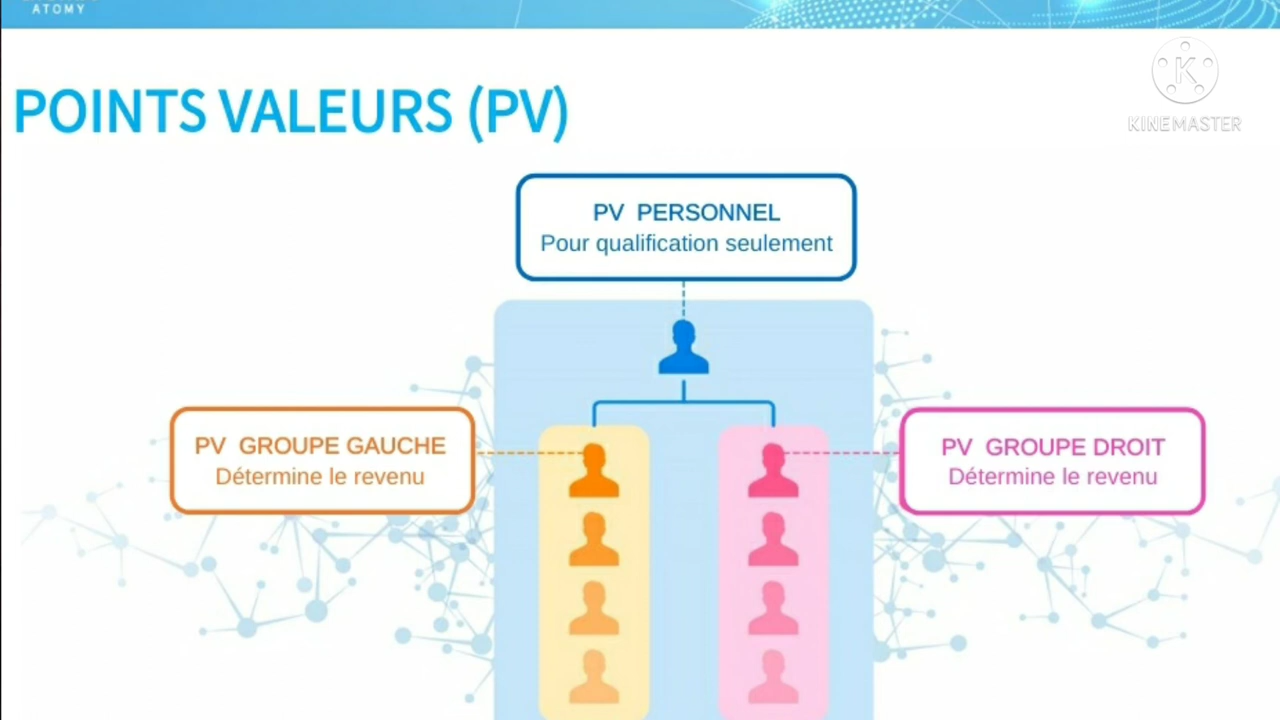 ATOMY
KINEMASTER
POINTS VALEURS (PV)
PV PERSONNEL
Pour qualification seulement
PV GROUPE GAUCHE
Détermine le revenu
PV GROUPE DROIT
Détermine le revenu